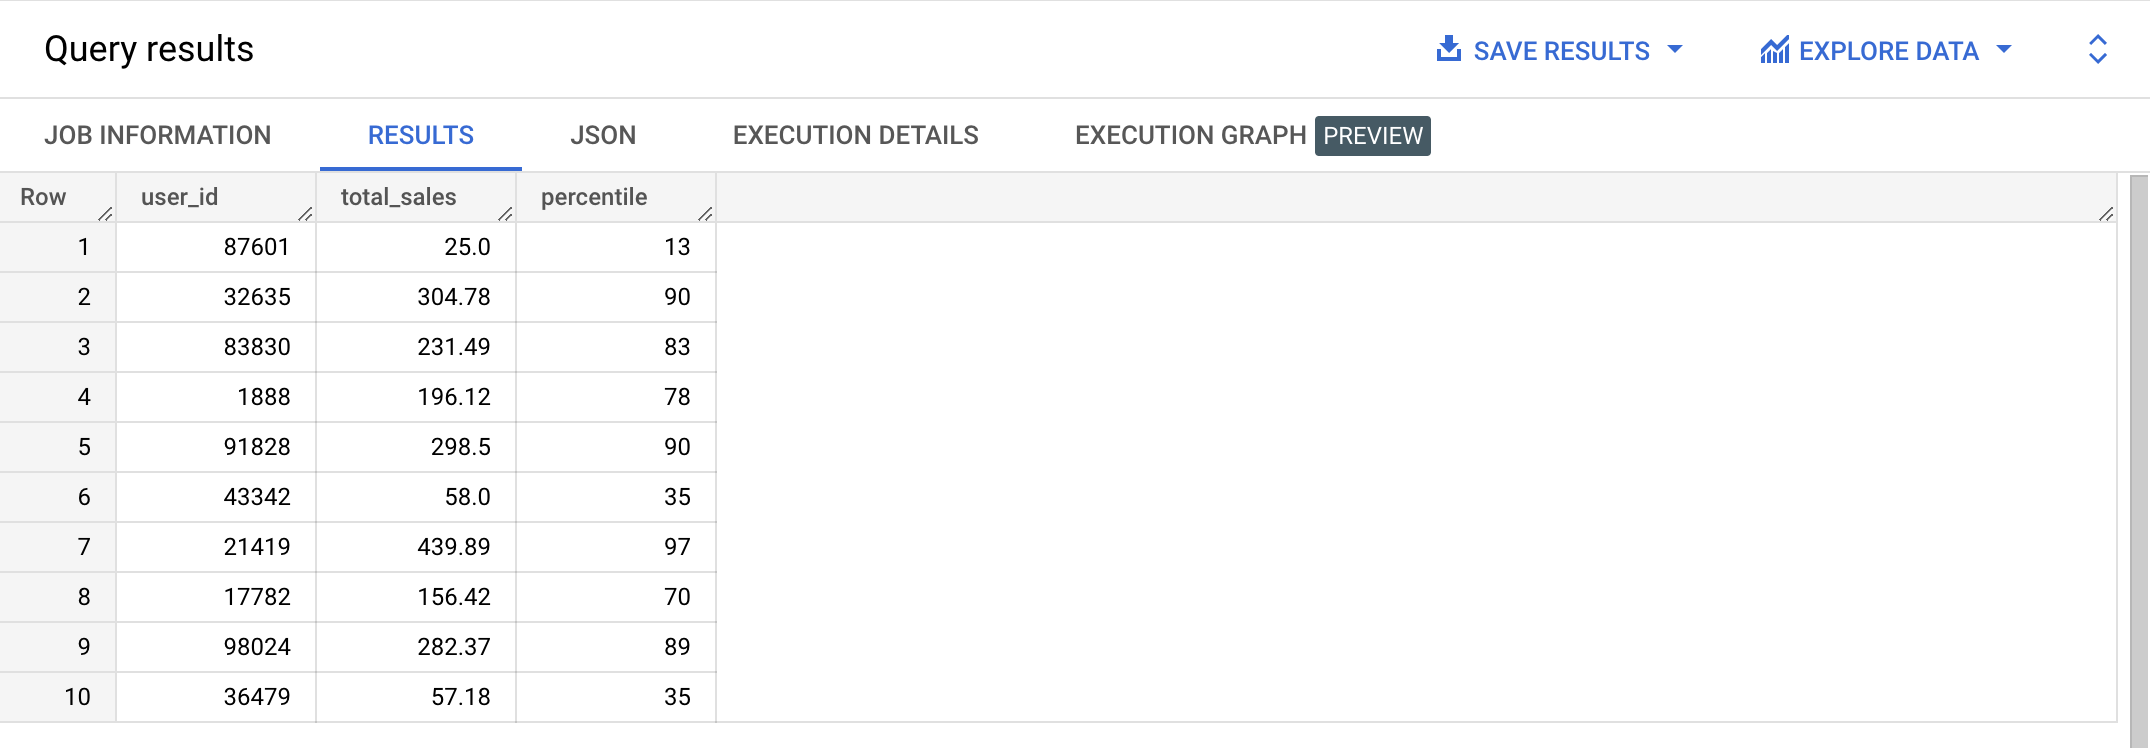 Query results
SAVE RESULTS
EXPLORE DATA
JOB INFORMATION RESULTS JSON EXECUTION DETAILS EXECUTION GRAPH PREVIEW
Row user_id total_sales percentile
1 87601 25.0 13
2 32635 304.78 90
3 83830 231.49 83
4 1888 196.12 78
5 91828 298.5 90
6 43342 58.0 35
7 21419 439.89 97
8 17782 156.42 70
9 98024 282.37 89
10 36479 57.18 35